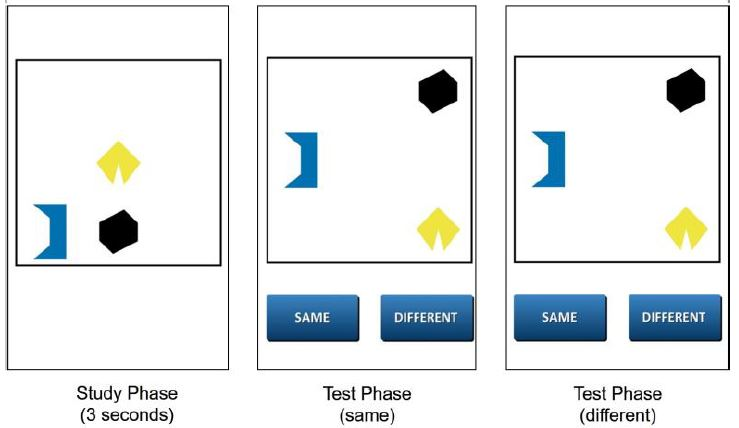 SAME
DIFFERENT
SAME
DIFFERENT
Study Phase
(3 seconds)
Test Phase
(same)
Test Phase
(different)